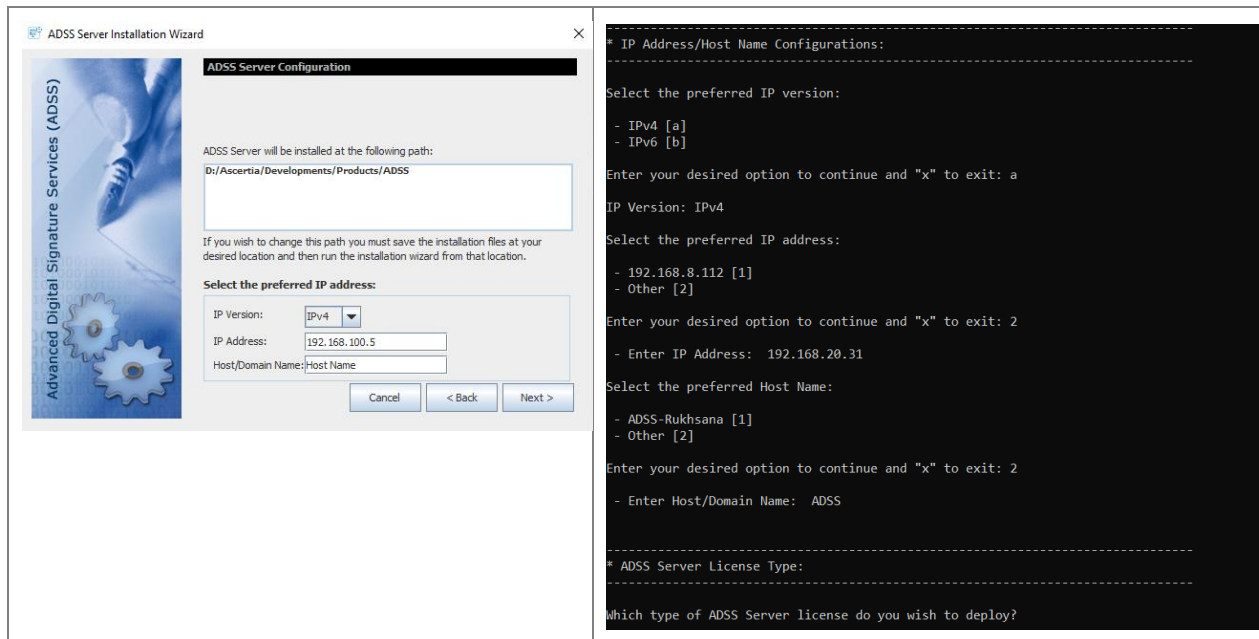 ADSS Server Installation Wizard
Advanced Digital Signature Services (ADSS)
ADSS Server Configuration
ADSS Server will be installed at the following path:
D:/Ascertia/Developments/Products/ADSS
If you wish to change this path you must save the installation files at your
desired location and then run the installation wizard from that location.
Select the preferred IP address:
IP Version: IPv4
IP Address: 192.168.100.5
Host/Domain Name: Host Name
Cancel < Back Next >
--------------------------------------------------------------------------------
* IP Address/Host Name Configurations:
--------------------------------------------------------------------------------
Select the preferred IP version:
- IPv4 [a]
- IPv6 [b]
Enter your desired option to continue and "x" to exit: a
IP Version: IPv4
Select the preferred IP address:
- 192.168.8.112 [1]
- Other [2]
Enter your desired option to continue and "x" to exit: 2
- Enter IP Address: 192.168.20.31
Select the preferred Host Name:
- ADSS-Rukhsana [1]
- Other [2]
Enter your desired option to continue and "x" to exit: 2
- Enter Host/Domain Name: ADSS
--------------------------------------------------------------------------------
* ADSS Server License Type:
--------------------------------------------------------------------------------
Which type of ADSS Server license do you wish to deploy?